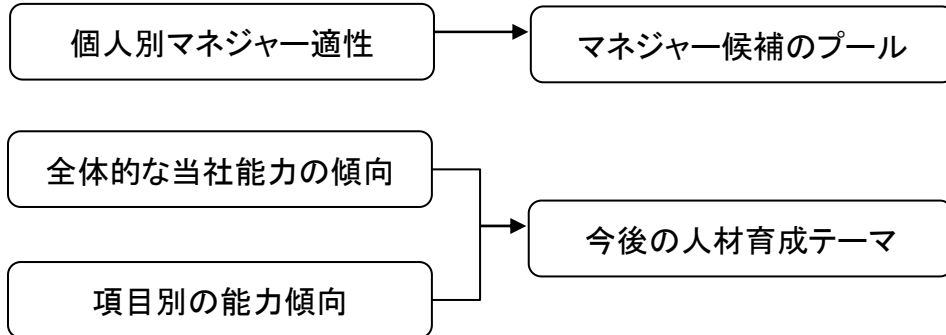 個人別マネジャー適性
マネジャー候補のプール
全体的な当社能力の傾向
今後の人材育成テーマ
項目別の能力傾向